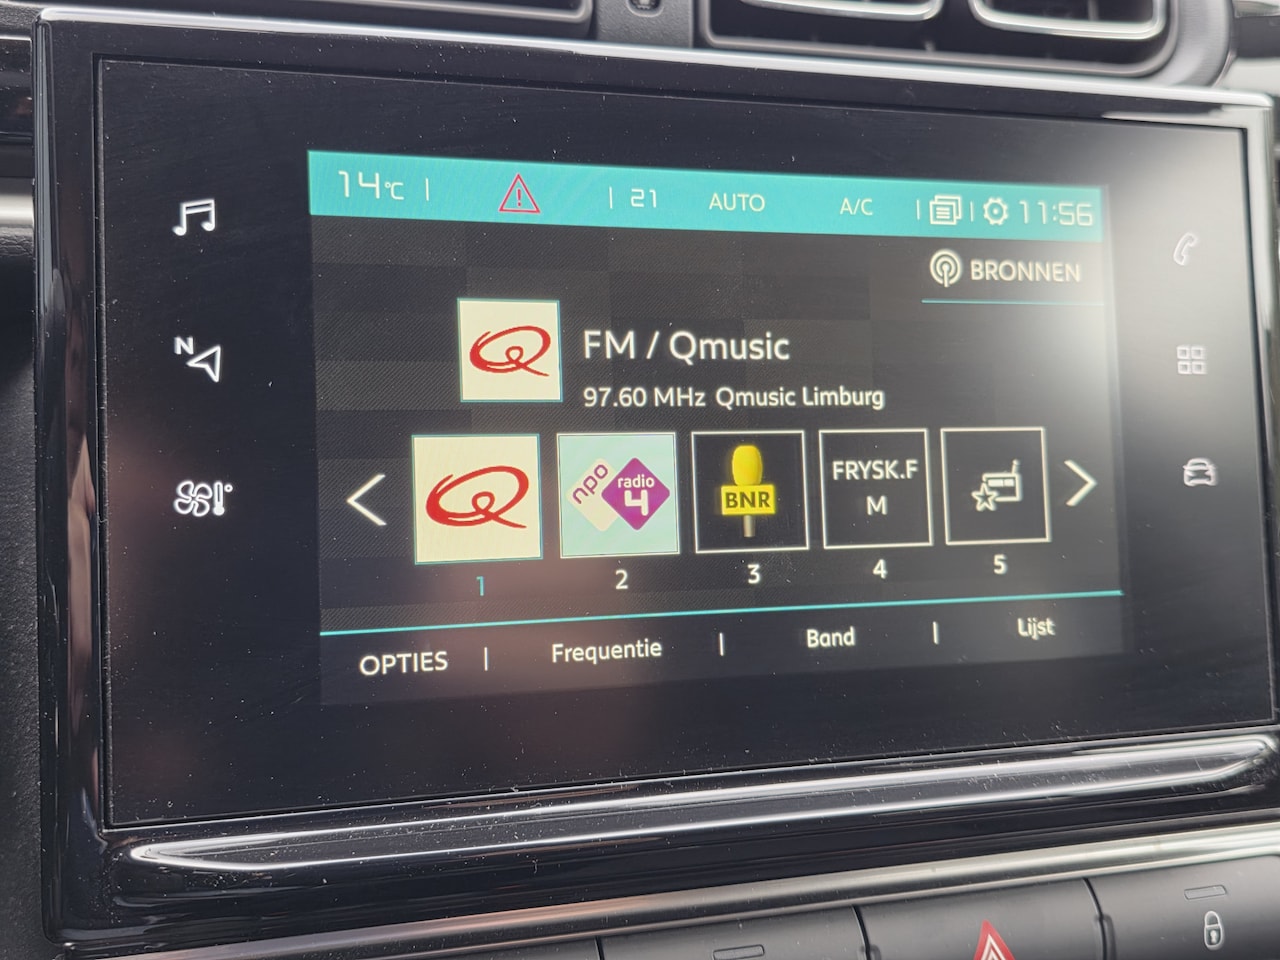 14°C | | 21 AUTO A/C | | 11:56
BRONNEN
FM / Qmusic
97.60 MHz Qmusic Limburg
N
npo radio 4
BNR
FRYSK.F
M
1 2 3 4 5
OPTIES | Frequentie | Band | Lijst